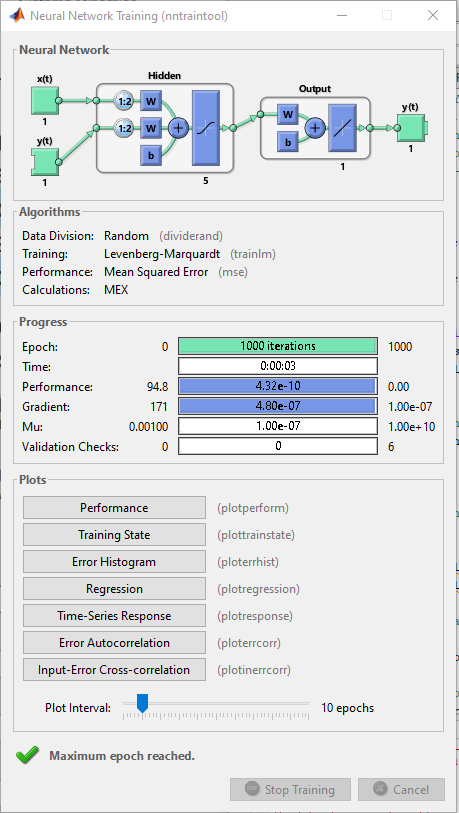 Neural Network Training (nntraintool)
Neural Network
Hidden
Output
x(t)
1
y(t)
1
1:2
W
1:2
W
b
+
5
W
b
+
1
y(t)
1
Algorithms
Data Division: Random (dividerand)
Training: Levenberg-Marquardt (trainlm)
Performance: Mean Squared Error (mse)
Calculations: MEX
Progress
Epoch: 0 1000 iterations 1000
Time: 0:00:03
Performance: 94.8 4.32e-10 0.00
Gradient: 171 4.80e-07 1.00e-07
Mu: 0.00100 1.00e-07 1.00e+10
Validation Checks: 0 0 6
Plots
Performance (plotperform)
Training State (plottrainstate)
Error Histogram (ploterrhist)
Regression (plotregression)
Time-Series Response (plotresponse)
Error Autocorrelation (ploterrcorr)
Input-Error Cross-correlation (plotinerrcorr)
Plot Interval: 10 epochs
Maximum epoch reached.
Stop Training Cancel